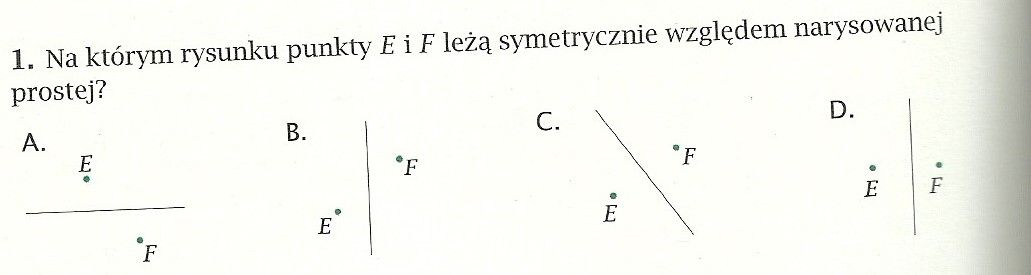 1. Na którym rysunku punkty E i F leżą symetrycznie względem narysowanej
prostej?
A.
E
F
B.
F
E
C.
F
E
D.
E
F